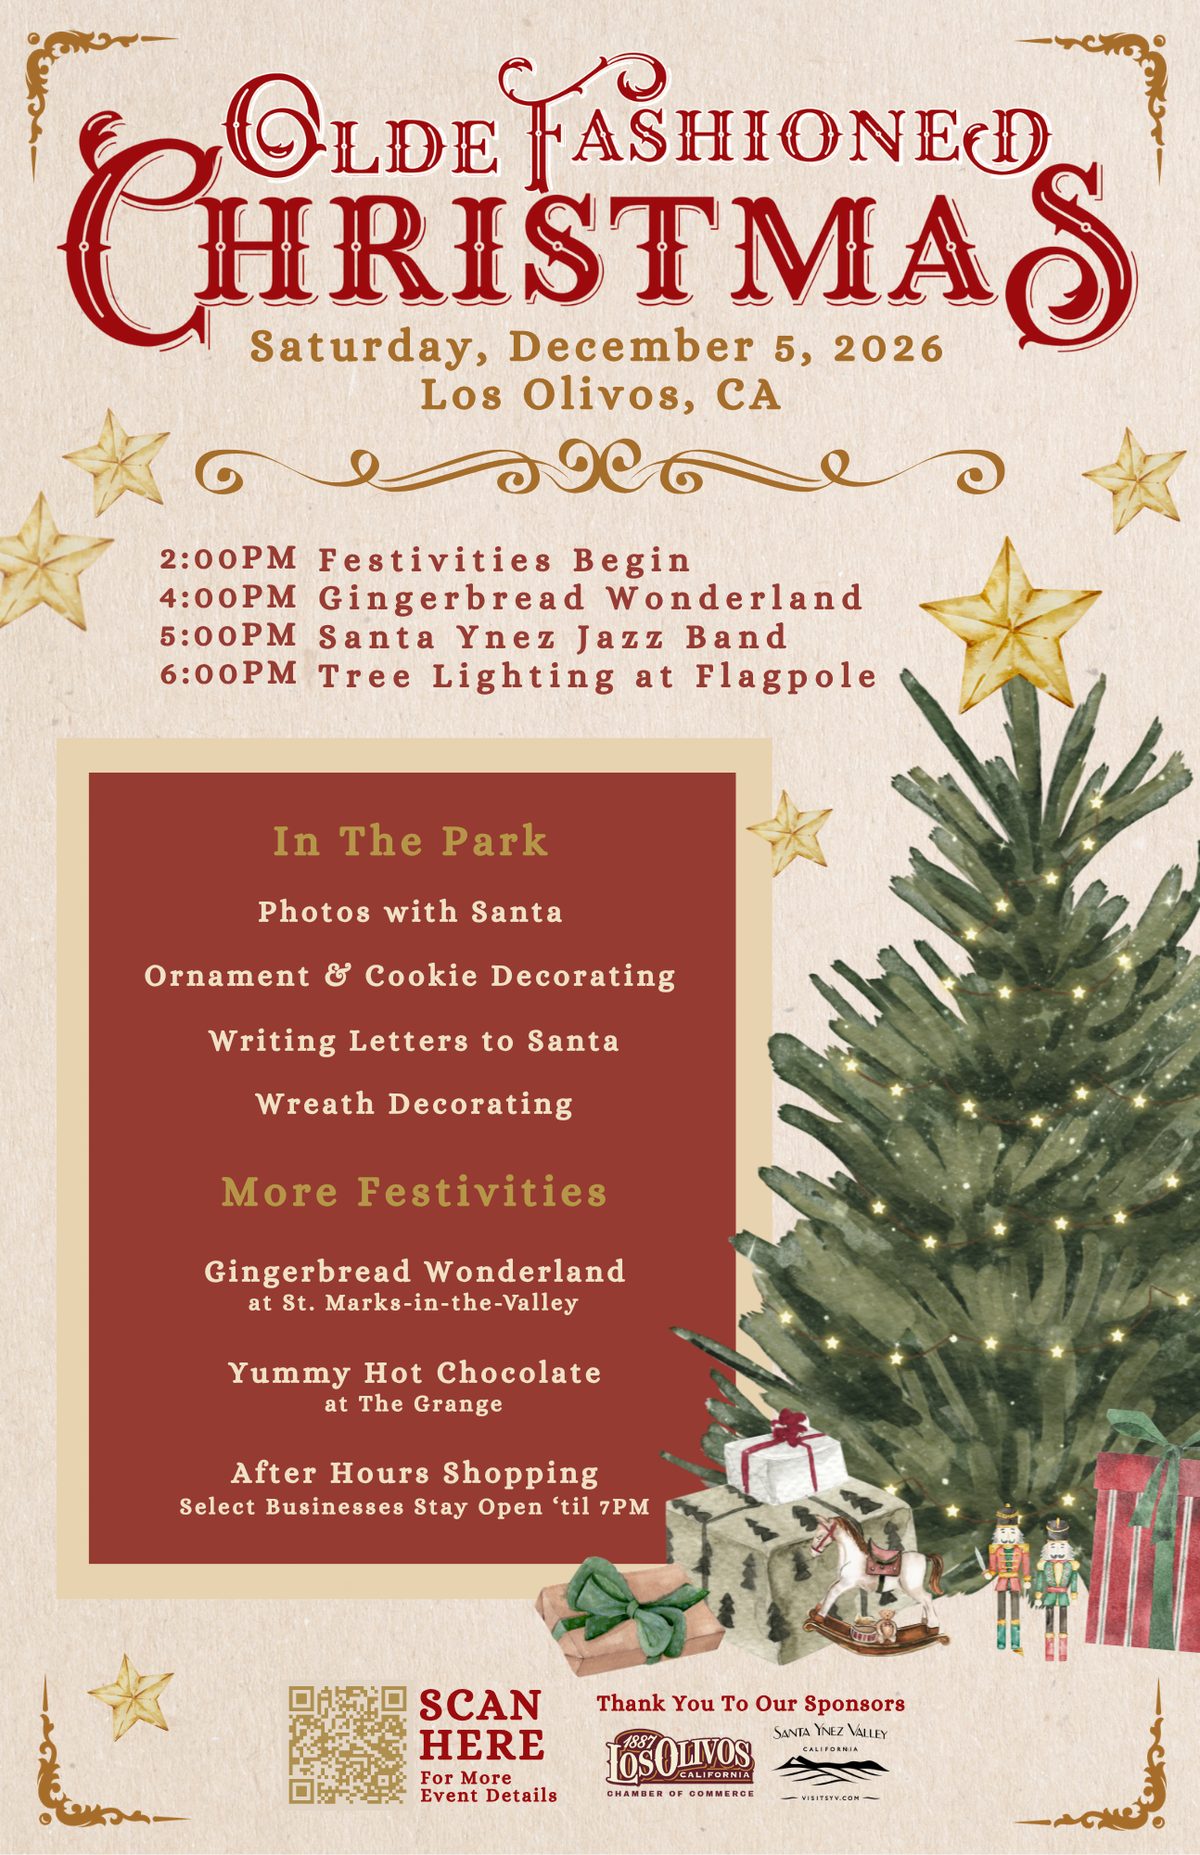 Olde Fashioned
Christmas
Saturday, December 5, 2026
Los Olivos, CA
2:00PM Festivities Begin
4:00PM Gingerbread Wonderland
5:00PM Santa Ynez Jazz Band
6:00PM Tree Lighting at Flagpole
In The Park
Photos with Santa
Ornament & Cookie Decorating
Writing Letters to Santa
Wreath Decorating
More Festivities
Gingerbread Wonderland
at St. Marks-in-the-Valley
Yummy Hot Chocolate
at The Grange
After Hours Shopping
Select Businesses Stay Open ‘til 7PM
SCAN
HERE
For More
Event Details
Thank You To Our Sponsors
1887
Los Olivos
CALIFORNIA
CHAMBER OF COMMERCE
Santa Ynez Valley
CALIFORNIA
VISITSYV.COM